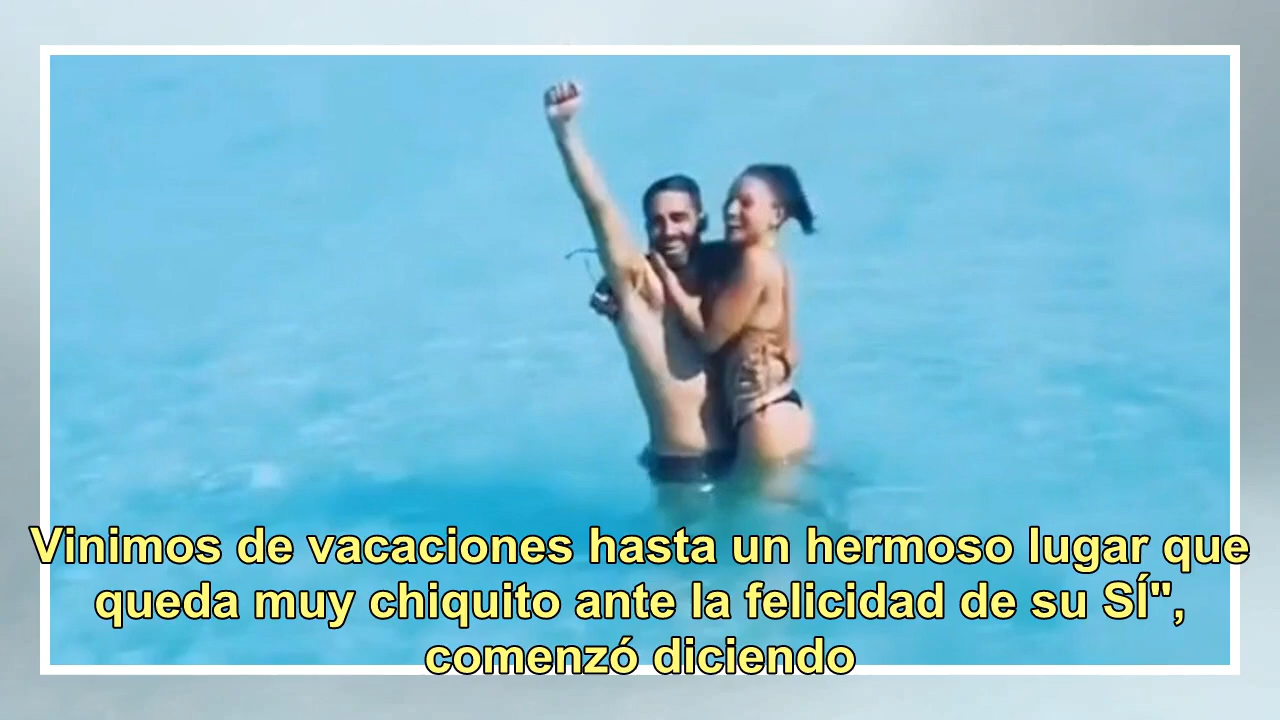 Vinimos de vacaciones hasta un hermoso lugar que
queda muy chiquito ante la felicidad de su SÍ",
comenzó diciendo